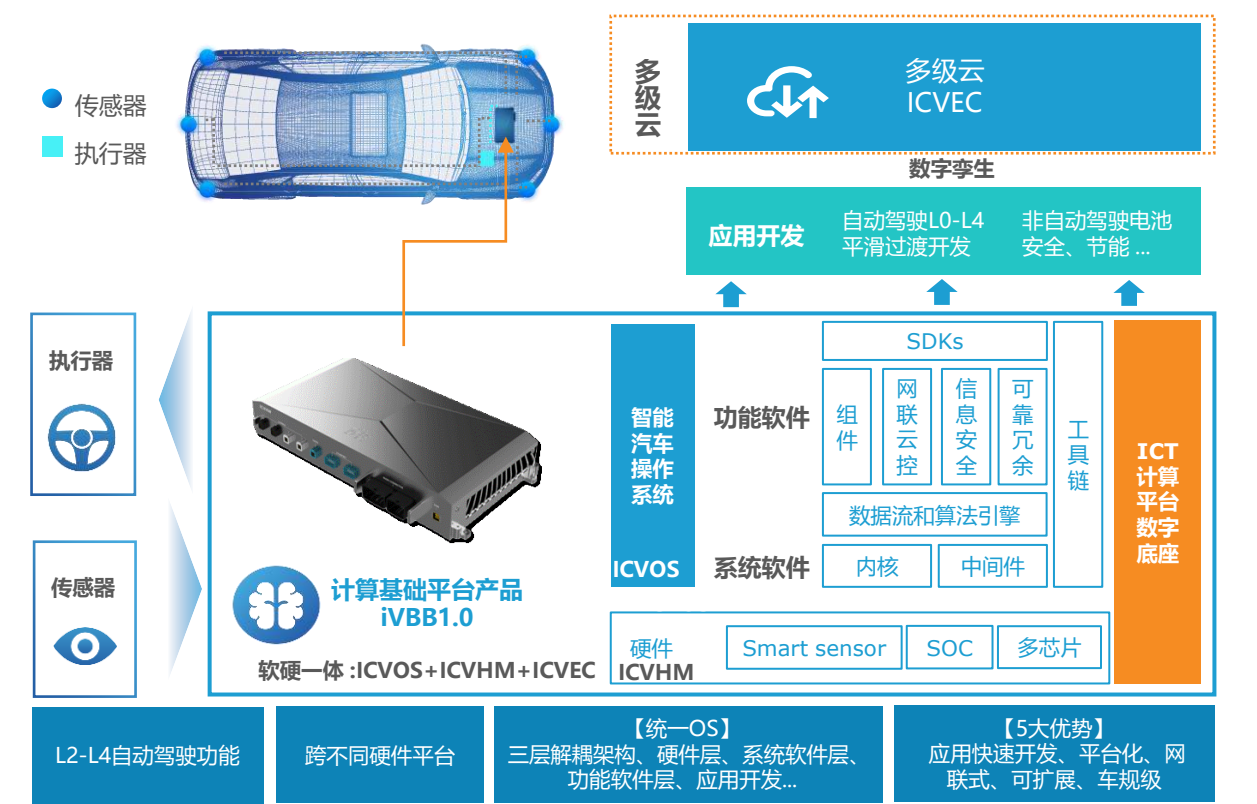 传感器
执行器
多级云
多级云
ICVEC
数字孪生
应用开发
自动驾驶L0-L4
平滑过渡开发
非自动驾驶电池
安全、节能 ...
执行器
传感器
计算基础平台产品
iVBB1.0
软硬一体 :ICVOS+ICVHM+ICVEC
智能
汽车
操作
系统
ICVOS
功能软件
SDKs
组件
网联云控
信息安全
可靠冗余
数据流和算法引擎
系统软件
内核
中间件
工具链
硬件
ICVHM
Smart sensor
SOC
多芯片
ICT
计算
平台
数字
底座
L2-L4自动驾驶功能
跨不同硬件平台
【统一OS】
三层解耦架构、硬件层、系统软件层、
功能软件层、应用开发...
【5大优势】
应用快速开发、平台化、网
联式、可扩展、车规级